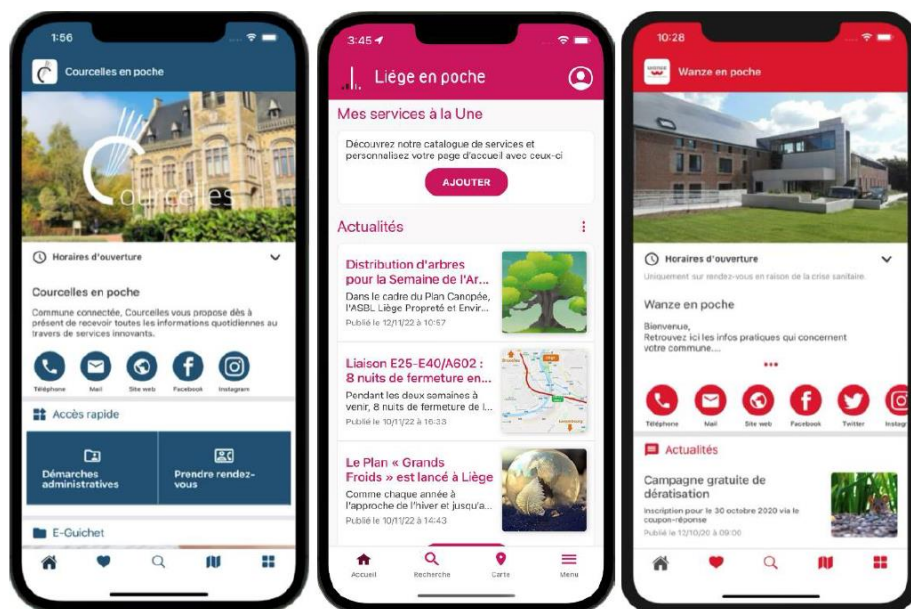 1:56
Courcelles en poche
Courcelles
Horaires d'ouverture
Courcelles en poche
Commune connectée, Courcelles vous propose dès à
présent de recevoir toutes les informations quotidiennes au
travers de services innovants.
Téléphone Mail Site web Facebook Instagram
Accès rapide
Démarches
administratives
Prendre rendez-
vous
E-Guichet
3:45
Liége en poche
Mes services à la Une
Découvrez notre catalogue de services et
personnalisez votre page d'accueil avec ceux-ci
AJOUTER
Actualités
Distribution d'arbres
pour la Semaine de l'Ar...
Dans le cadre du Plan Canopée,
l'ASBL Liège Propreté et Envir...
Publié le 12/11/22 à 10:57
Liaison E25-E40/A602 :
8 nuits de fermeture en...
Pendant les deux semaines à
venir, 8 nuits de fermeture de l...
Publié le 10/11/22 à 16:33
Le Plan « Grands
Froids » est lancé à Liège
Comme chaque année à
l'approche de l'hiver et jusqu'a...
Publié le 10/11/22 à 14:43
Accueil Recherche Carte Menu
10:28
Wanze en poche
Horaires d'ouverture
Uniquement sur rendez-vous en raison de la crise sanitaire.
Wanze en poche
Bienvenue,
Retrouvez ici les infos pratiques qui concernent
votre commune...
Téléphone Mail Site web Facebook Twitter Instagr
Actualités
Campagne gratuite de
dératisation
Inscription pour le 30 octobre 2020 via le
coupon-réponse
Publié le 12/10/20 à 09:00